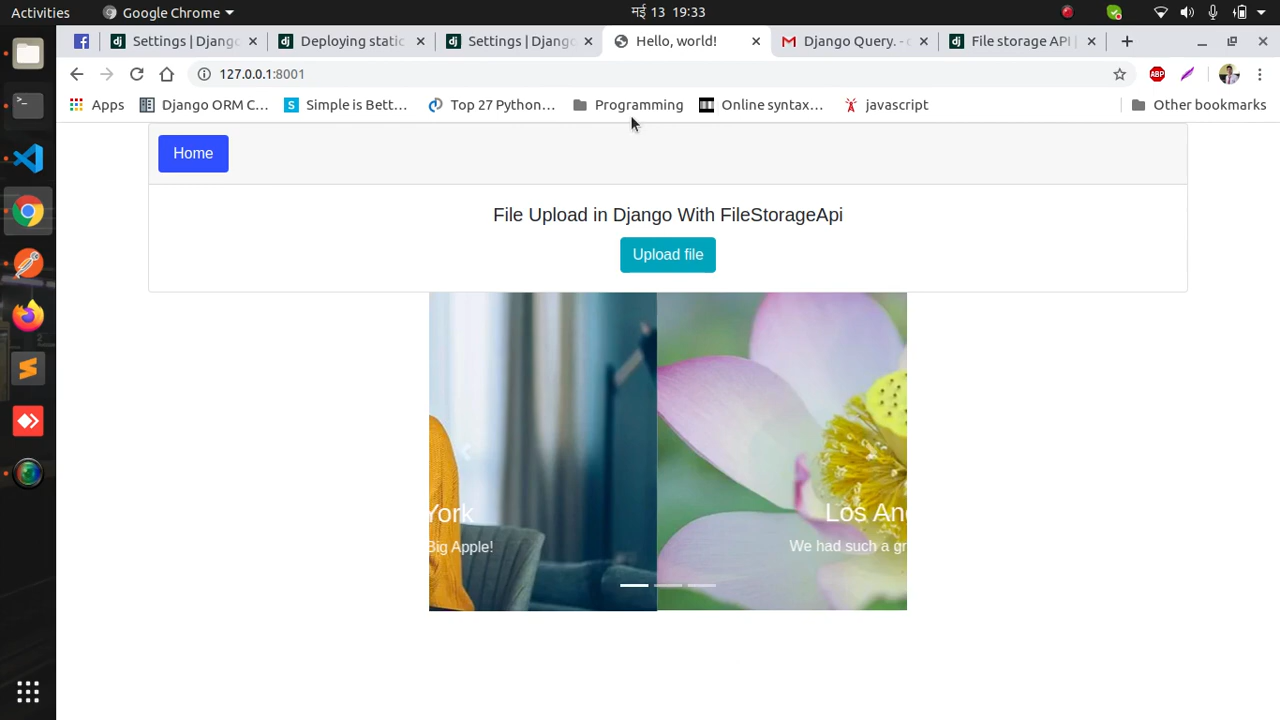 Activities
Google Chrome
मई 13 19:33
Settings | Djang
Deploying static
Settings | Djang
Hello, world!
Django Query. -
File storage API |
127.0.0.1:8001
ABP
Apps
Django ORM C...
S Simple is Bett...
Top 27 Python...
Programming
Online syntax...
javascript
Other bookmarks
Home
File Upload in Django With FileStorageApi
Upload file
York
Big Apple!
Los An
We had such a gr